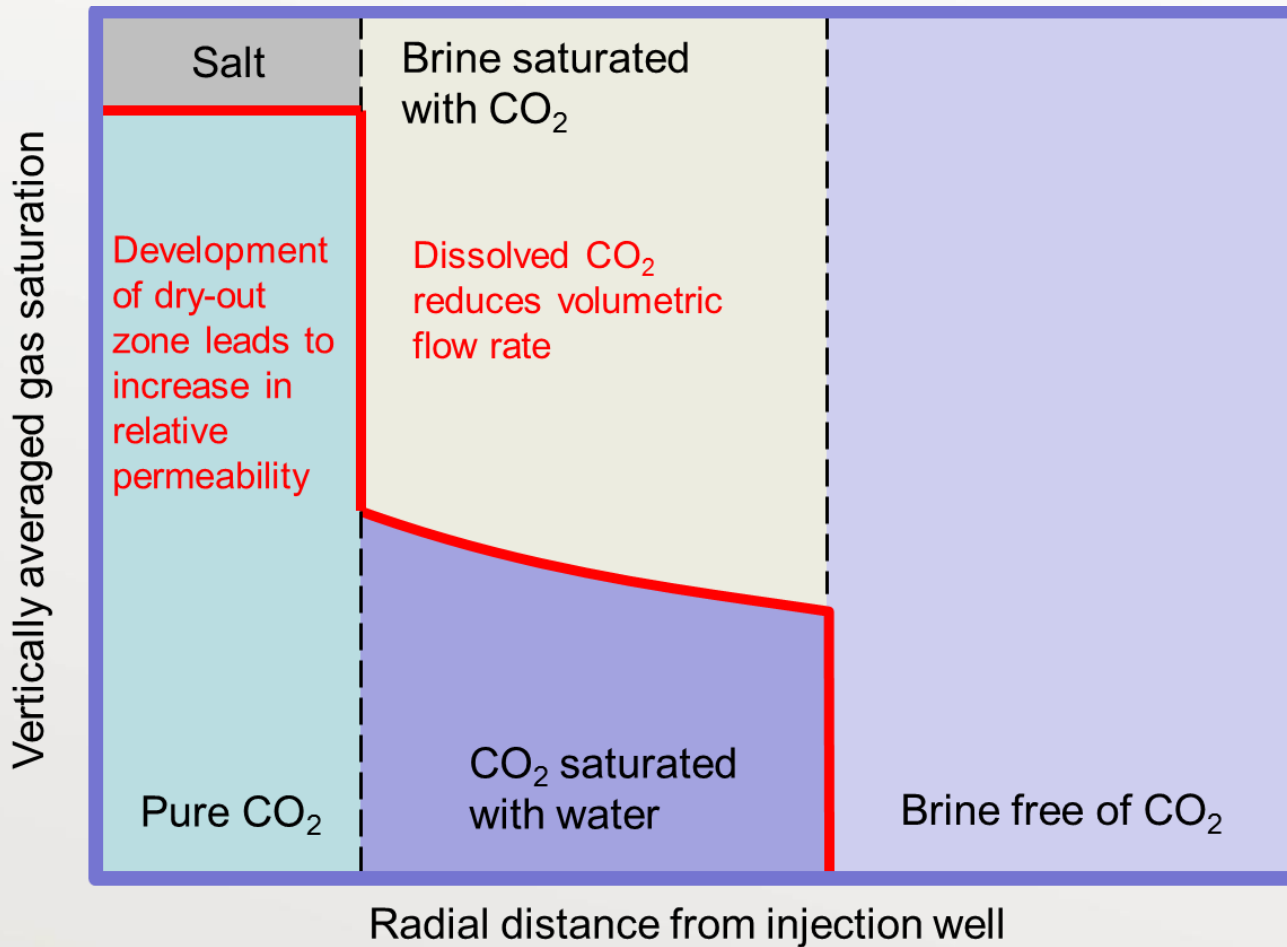 Vertically averaged gas saturation
Salt
Brine saturated
with CO₂
Development
of dry-out
zone leads to
increase in
relative
permeability
Dissolved CO₂
reduces volumetric
flow rate
Pure CO₂
CO₂ saturated
with water
Brine free of CO₂
Radial distance from injection well